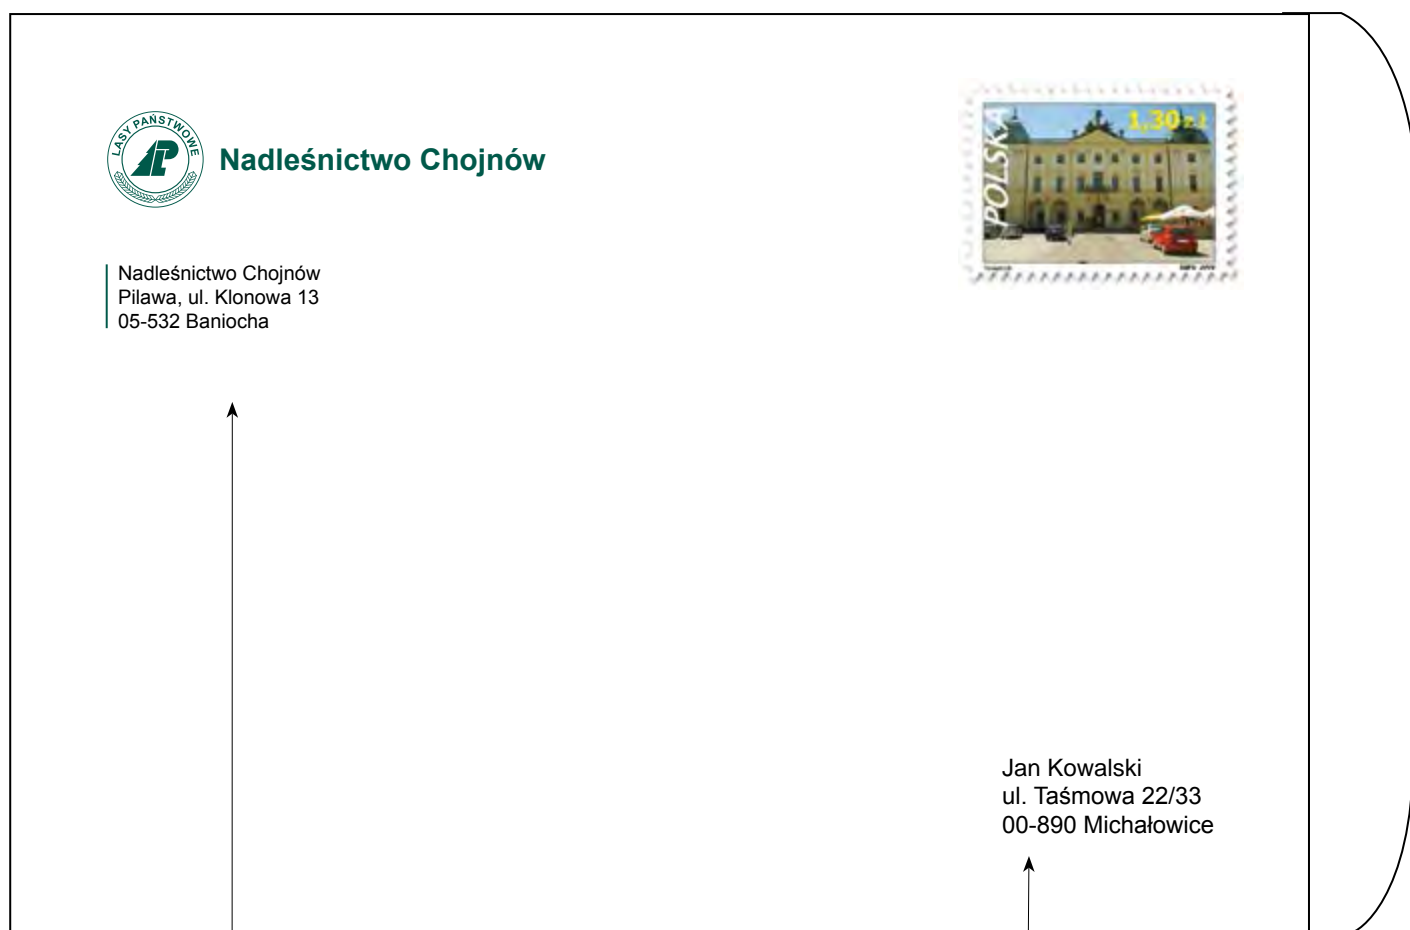 LASY PAŃSTWOWE
Nadleśnictwo Chojnów
POLSKA
1,30 zł
Nadleśnictwo Chojnów
Pilawa, ul. Klonowa 13
05-532 Baniocha
Jan Kowalski
ul. Taśmowa 22/33
00-890 Michałowice